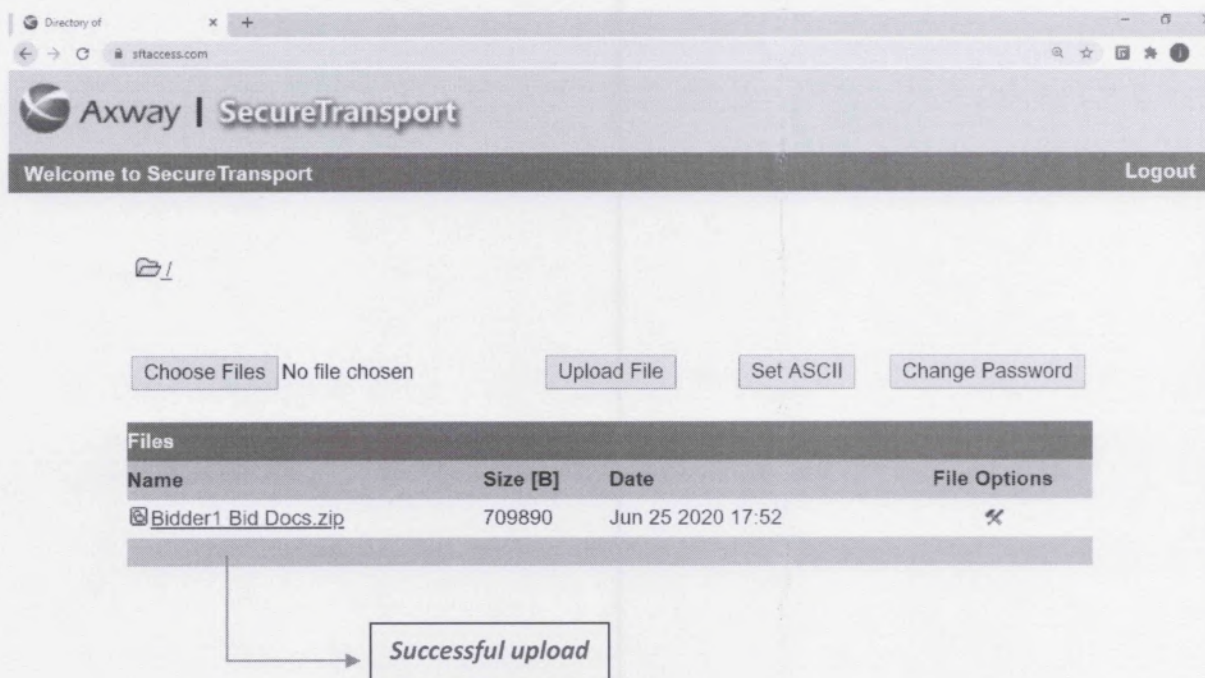 Directory of
sftaccess.com
Axway | SecureTransport
Welcome to SecureTransport Logout
/
Choose Files No file chosen Upload File Set ASCII Change Password
Files
Name Size [B] Date File Options
Bidder1 Bid Docs.zip 709890 Jun 25 2020 17:52
Successful upload